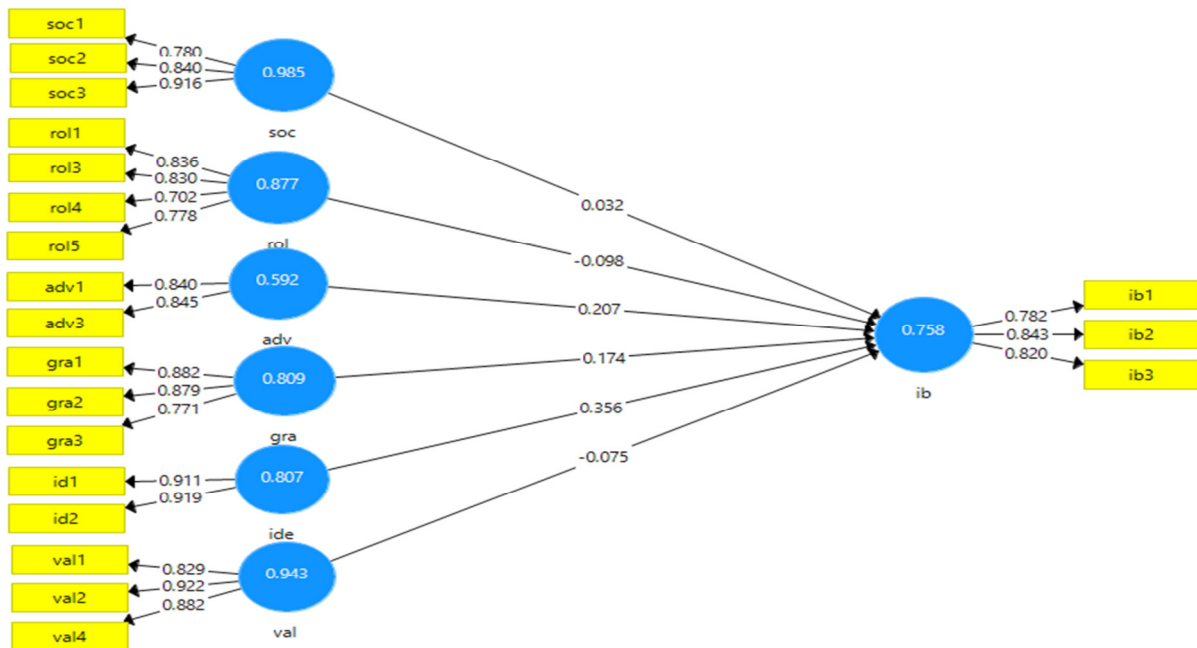 soc1
0.780
soc2
0.840
0.985
soc3
0.916
soc
rol1
0.836
rol3
0.830
0.877
rol4
0.702
0.778
rol5
rol
0.032
-0.098
adv1
0.840
0.592
adv3
0.845
adv
0.207
gra1
0.882
gra2
0.879
0.809
0.771
gra3
gra
0.174
0.356
id1
0.911
0.807
id2
0.919
ide
-0.075
val1
0.829
val2
0.922
0.943
0.882
val4
val
0.758
ib
0.782
ib1
0.843
ib2
0.820
ib3